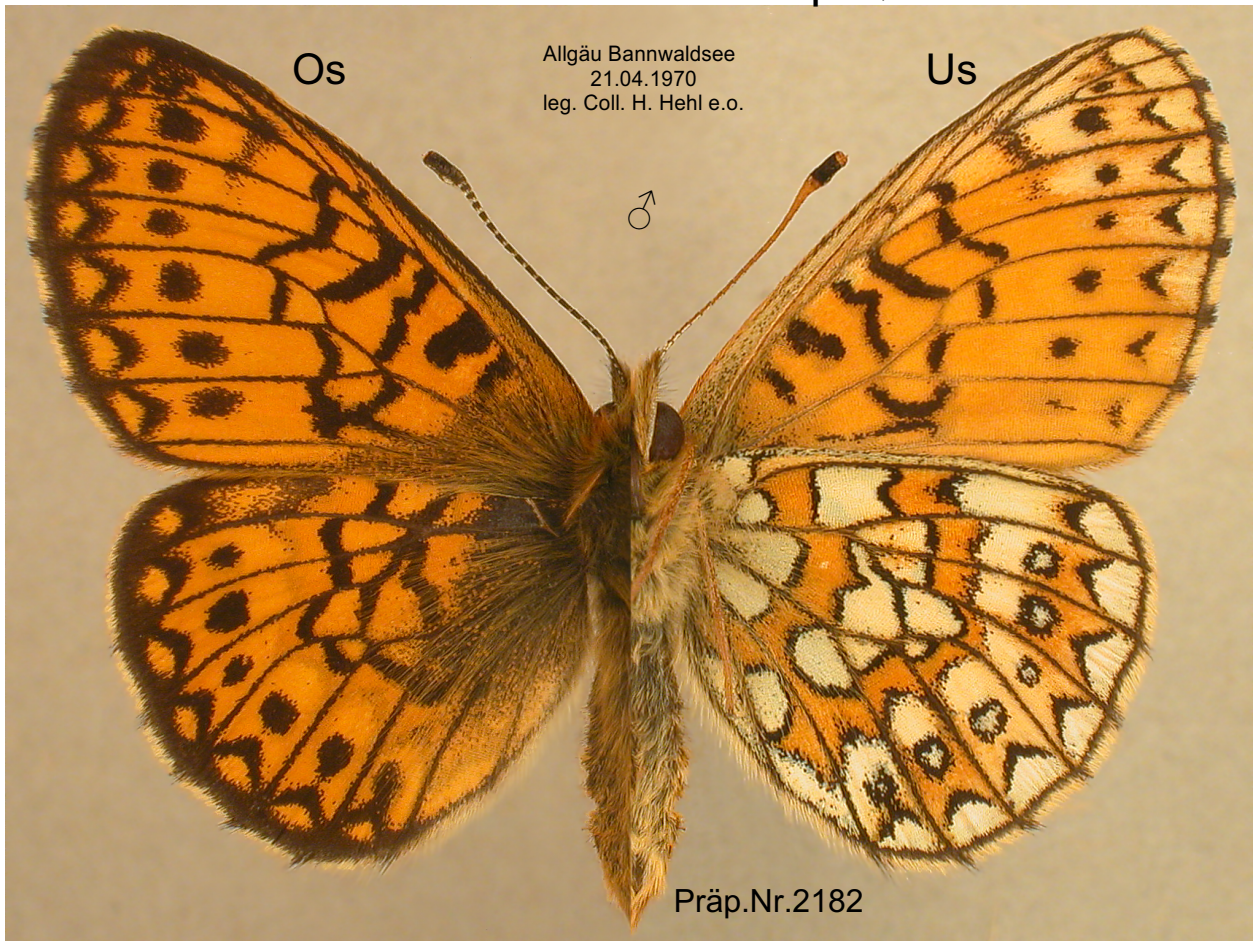 Os
Allgäu Bannwaldsee
21.04.1970
leg. Coll. H. Hehl e.o.
Us
♂
Präp.Nr.2182